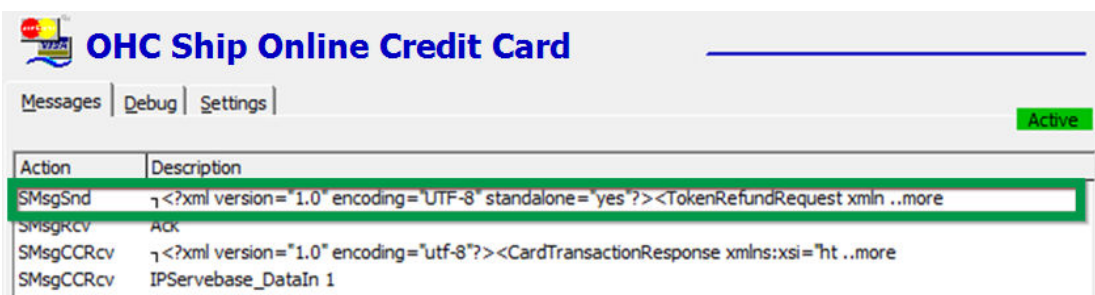 OHC Ship Online Credit Card
Messages Debug Settings
Active
Action Description
SMsgSnd ┐<?xml version="1.0" encoding="UTF-8" standalone="yes"?><TokenRefundRequest xmln ..more
SMsgRcv Ack
SMsgCCRcv ┐<?xml version="1.0" encoding="utf-8"?><CardTransactionResponse xmlns:xsi="ht ..more
SMsgCCRcv IPServebase_DataIn 1